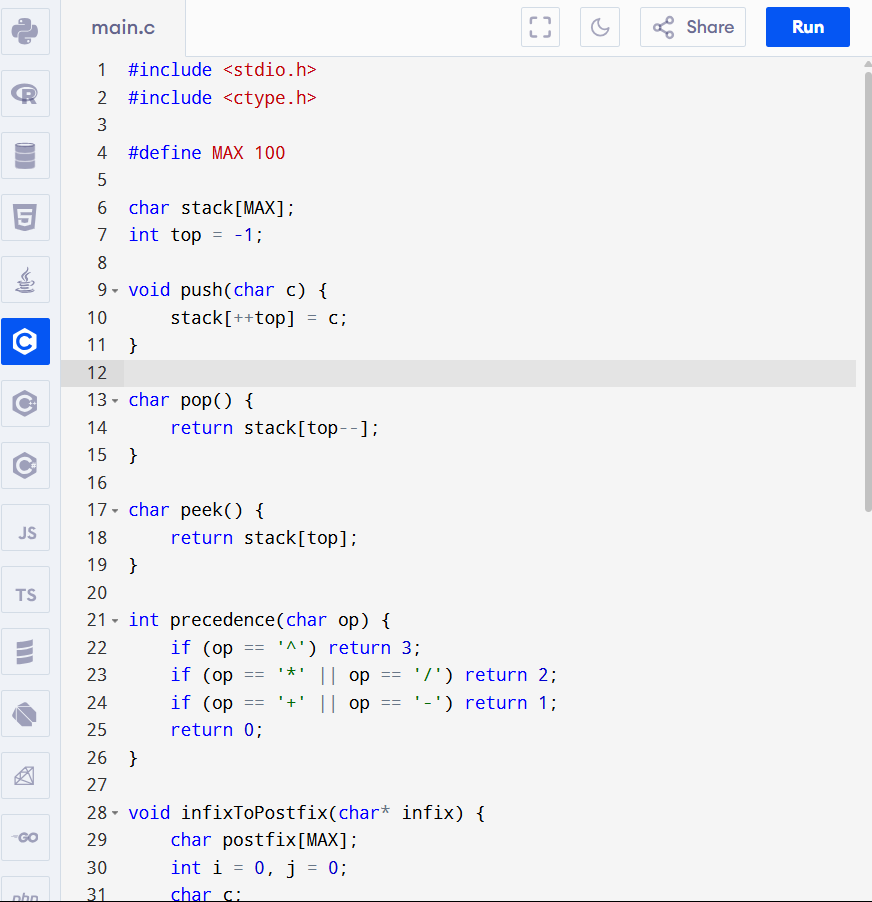 main.c
Share
Run
1 #include <stdio.h>
2 #include <ctype.h>
3
4 #define MAX 100
5
6 char stack[MAX];
7 int top = -1;
8
9 void push(char c) {
10     stack[++top] = c;
11 }
12
13 char pop() {
14     return stack[top--];
15 }
16
17 char peek() {
18     return stack[top];
19 }
20
21 int precedence(char op) {
22     if (op == '^') return 3;
23     if (op == '*' || op == '/') return 2;
24     if (op == '+' || op == '-') return 1;
25     return 0;
26 }
27
28 void infixToPostfix(char* infix) {
29     char postfix[MAX];
30     int i = 0, j = 0;
31     char c;
R
5
C
C
C
JS
TS
GO
php